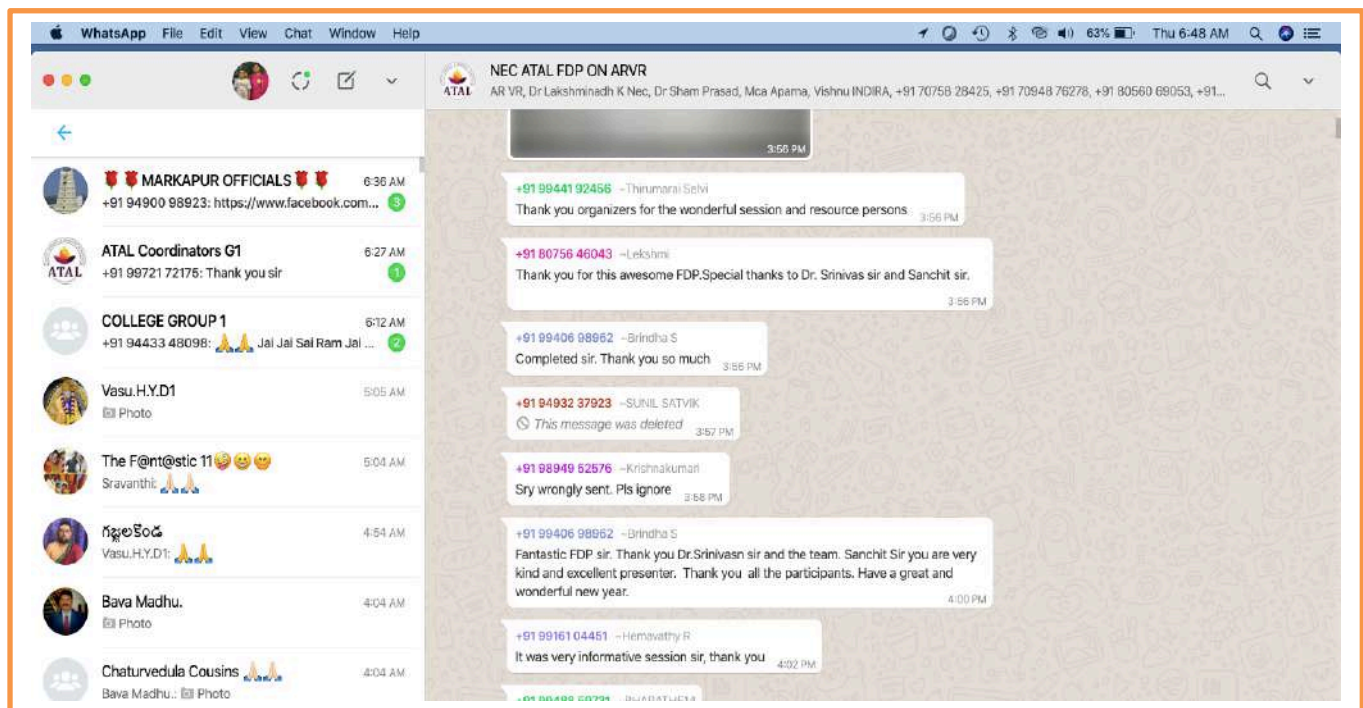 WhatsApp File Edit View Chat Window Help
63% Thu 6:48 AM
NEC ATAL FDP ON ARVR
ATAL
AR VR, Dr Lakshminadh K Nec, Dr Sham Prasad, Mca Aparna, Vishnu INDIRA, +91 70758 28425, +91 70948 76278, +91 80560 69053, +91...
🌹🌹MARKAPUR OFFICIALS🌹🌹 6:36 AM
+91 94900 98923: https://www.facebook.com... 3
ATAL Coordinators G1 6:27 AM
ATAL
+91 99721 72175: Thank you sir 1
COLLEGE GROUP 1 6:12 AM
+91 94433 48098: 🙏🙏 Jai Jai Sai Ram Jai ... 2
Vasu.H.Y.D1 5:05 AM
Photo
The F@nt@stic 11🤪😄😄 5:04 AM
Sravanthi: 🙏🙏
గజ్జలకొండ 4:54 AM
Vasu.H.Y.D1: 🙏🙏
Bava Madhu. 4:04 AM
Photo
Chaturvedula Cousins 🙏🙏 4:04 AM
Bava Madhu.: Photo
3:56 PM
+91 99441 92456 ~Thirumarai Selvi
Thank you organizers for the wonderful session and resource persons 3:56 PM
+91 80756 46043 ~Lekshmi
Thank you for this awesome FDP.Special thanks to Dr. Srinivas sir and Sanchit sir.
3:56 PM
+91 99406 98962 ~Brindha S
Completed sir. Thank you so much 3:56 PM
+91 94932 37923 ~SUNIL SATVIK
This message was deleted 3:57 PM
+91 98949 52576 ~Krishnakumari
Sry wrongly sent. Pls ignore 3:58 PM
+91 99406 98962 ~Brindha S
Fantastic FDP sir. Thank you Dr.Srinivasn sir and the team. Sanchit Sir you are very
kind and excellent presenter. Thank you all the participants. Have a great and
wonderful new year. 4:00 PM
+91 99161 04451 ~Hemavathy R
It was very informative session sir, thank you 4:02 PM